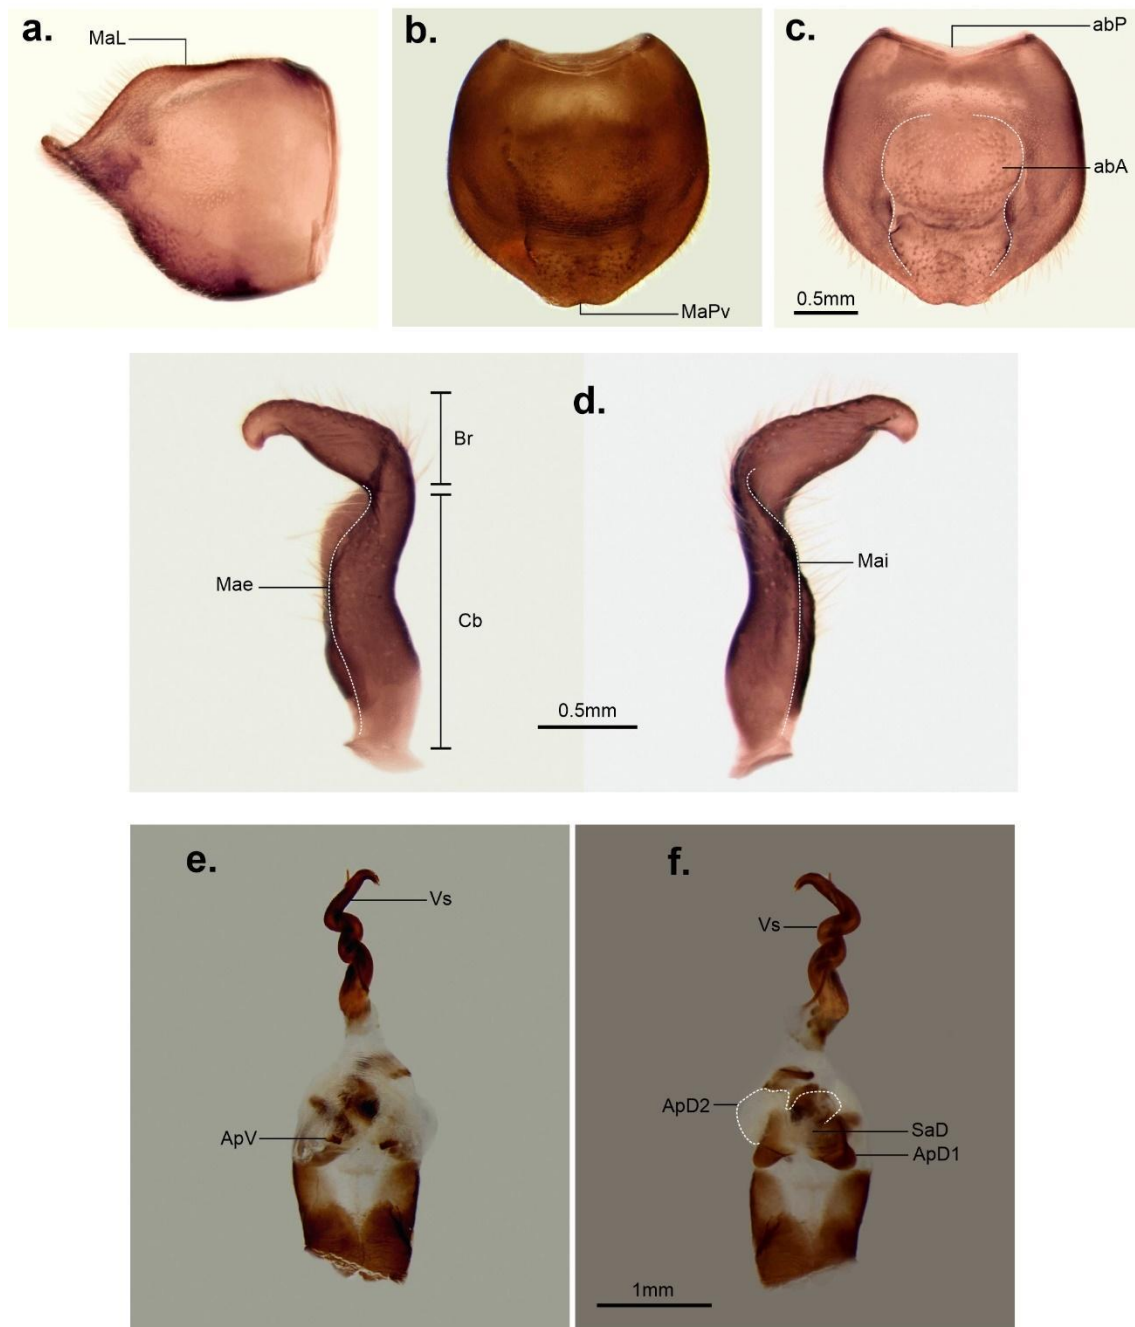 a.
MaL
b.
MaPv
c.
abP
abA
0.5mm
d.
Br
Mae
Cb
Mai
0.5mm
e.
Vs
ApV
f.
Vs
ApD2
SaD
ApD1
1mm